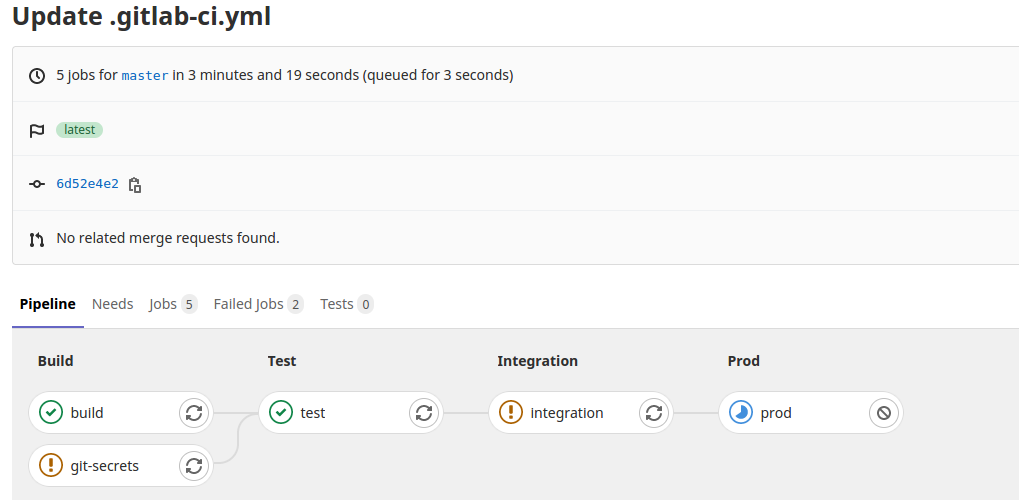 Update .gitlab-ci.yml
5 jobs for master in 3 minutes and 19 seconds (queued for 3 seconds)
latest
6d52e4e2
No related merge requests found.
Pipeline Needs Jobs 5 Failed Jobs 2 Tests 0
Build Test Integration Prod
build test integration prod
git-secrets